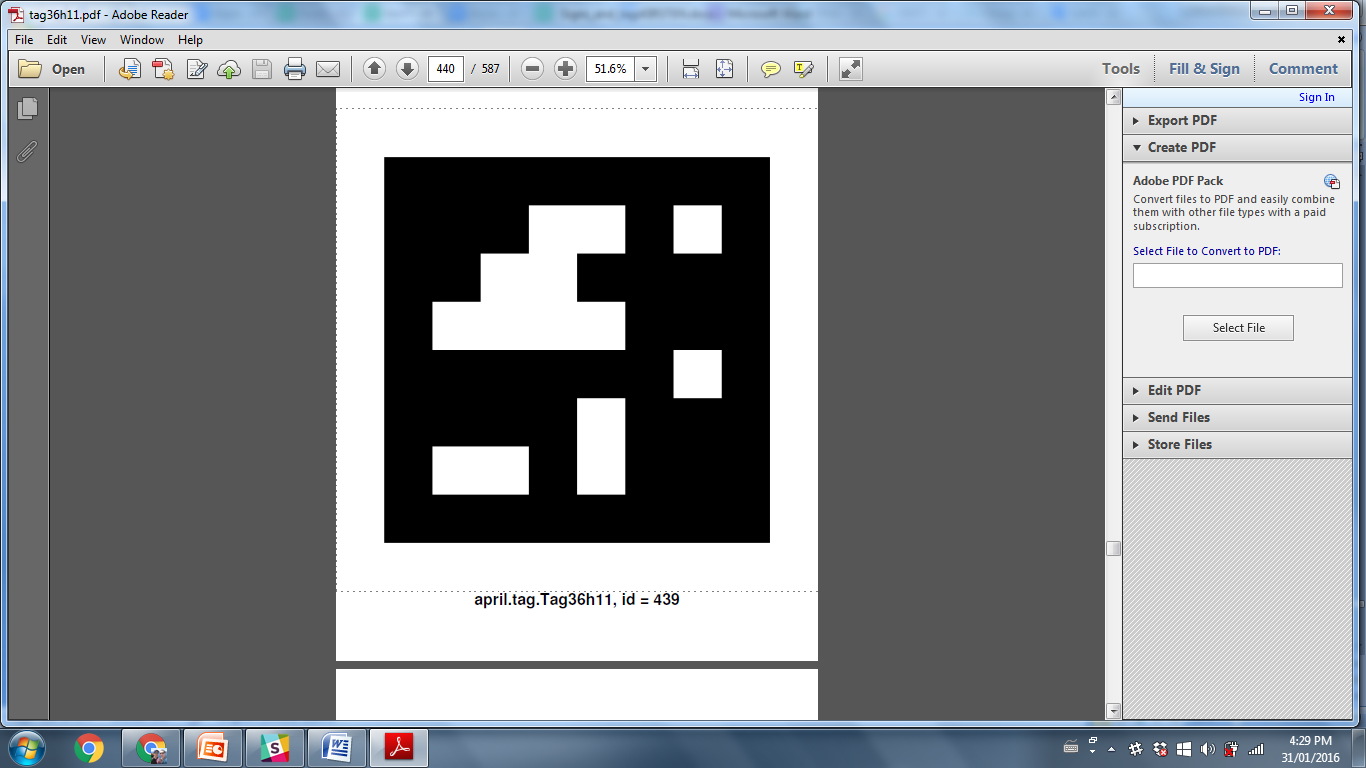 tag36h11.pdf - Adobe Reader
File Edit View Window Help
Open 440 / 587 51.6% Tools Fill & Sign Comment
Sign In
Export PDF
Create PDF
Adobe PDF Pack
Convert files to PDF and easily combine
them with other file types with a paid
subscription.
Select File to Convert to PDF:
Select File
Edit PDF
Send Files
Store Files
april.tag.Tag36h11, id = 439
4:29 PM
31/01/2016